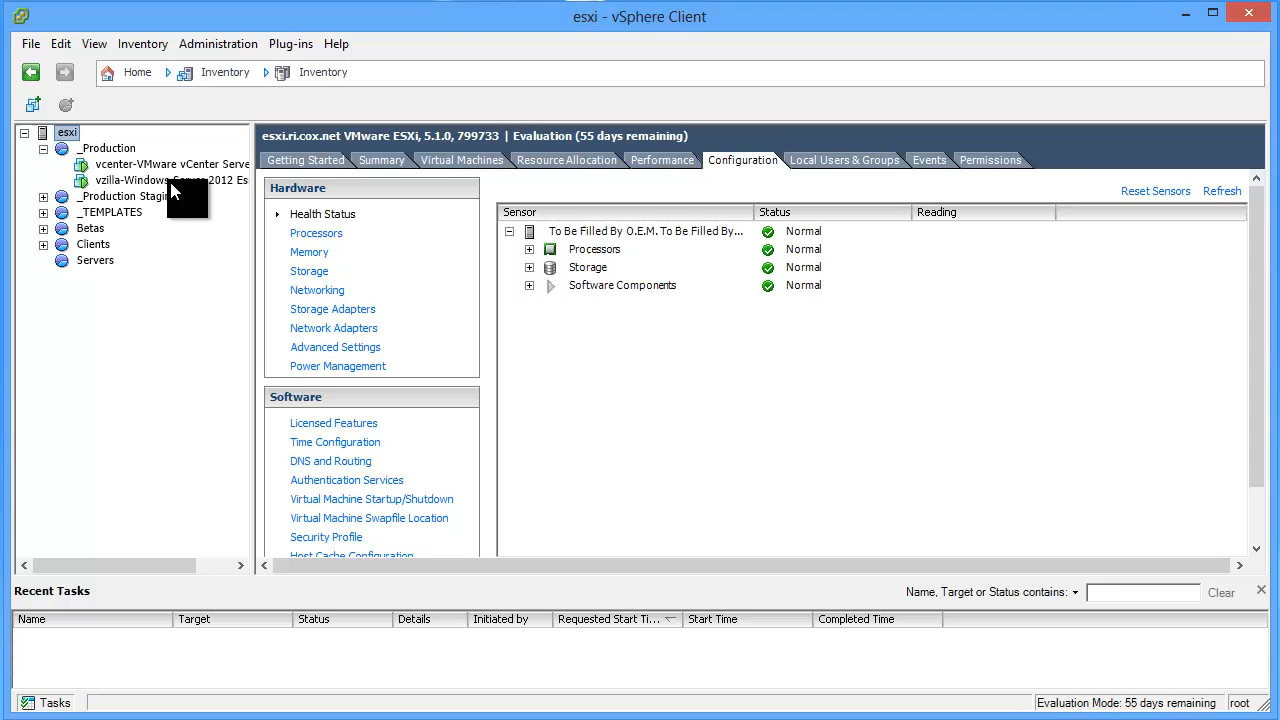 esxi - vSphere Client
File Edit View Inventory Administration Plug-ins Help
Home Inventory Inventory
esxi
_Production
vcenter-VMware vCenter Serve
vzilla-Windows Server 2012 Es
_Production Stagin
_TEMPLATES
Betas
Clients
Servers
esxi.ri.cox.net VMware ESXi, 5.1.0, 799733 | Evaluation (55 days remaining)
Getting Started Summary Virtual Machines Resource Allocation Performance Configuration Local Users & Groups Events Permissions
Hardware
Health Status
Processors
Memory
Storage
Networking
Storage Adapters
Network Adapters
Advanced Settings
Power Management
Software
Licensed Features
Time Configuration
DNS and Routing
Authentication Services
Virtual Machine Startup/Shutdown
Virtual Machine Swapfile Location
Security Profile
Host Cache Configuration
Reset Sensors Refresh
Sensor Status Reading
To Be Filled By O.E.M. To Be Filled By... Normal
Processors Normal
Storage Normal
Software Components Normal
Recent Tasks
Name, Target or Status contains: Clear
Name Target Status Details Initiated by Requested Start Ti... Start Time Completed Time
Tasks
Evaluation Mode: 55 days remaining root